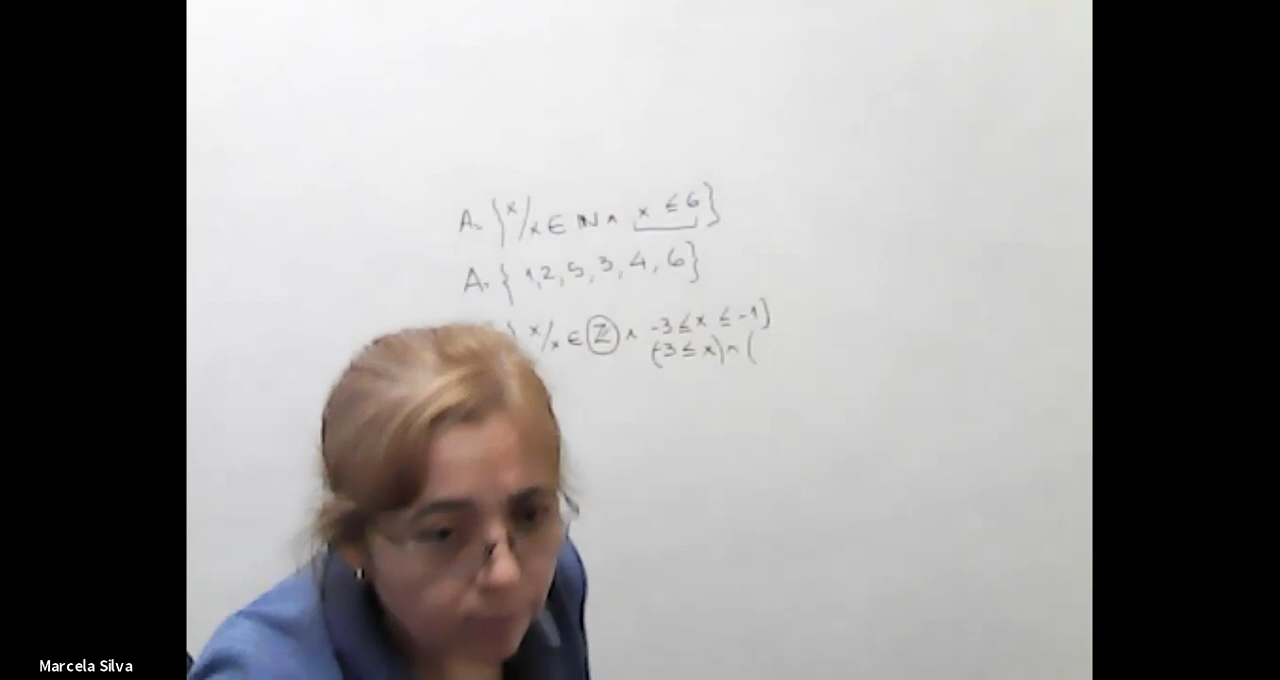 A = {x/x ∈ ℕ ∧ x ≤ 6}
A = {1,2,5,3,4,6}
{x/x ∈ ℤ ∧ -3 ≤ x ≤ -1}
(-3 ≤ x) ∧ (
Marcela Silva